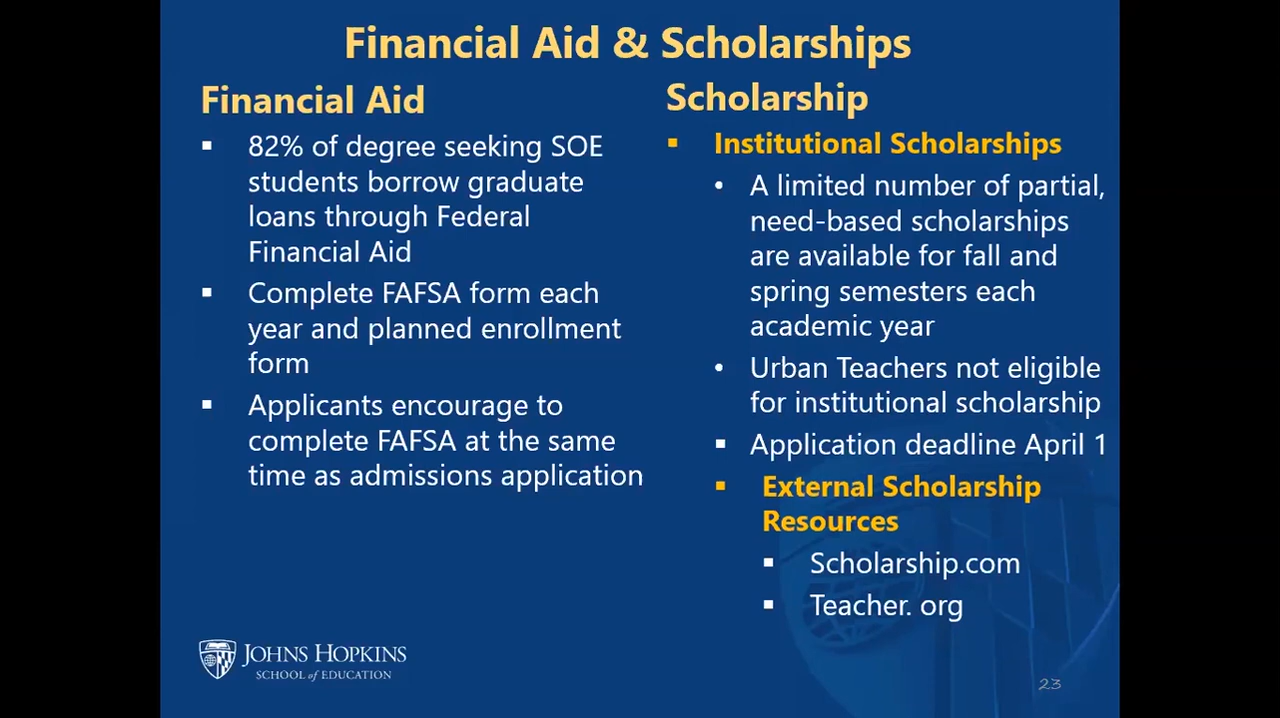 Financial Aid & Scholarships
Financial Aid
▪ 82% of degree seeking SOE
students borrow graduate
loans through Federal
Financial Aid
▪ Complete FAFSA form each
year and planned enrollment
form
▪ Applicants encourage to
complete FAFSA at the same
time as admissions application
Scholarship
▪ Institutional Scholarships
• A limited number of partial,
need-based scholarships
are available for fall and
spring semesters each
academic year
• Urban Teachers not eligible
for institutional scholarship
▪ Application deadline April 1
▪ External Scholarship
Resources
▪ Scholarship.com
▪ Teacher. org
JOHNS HOPKINS
SCHOOL of EDUCATION
23